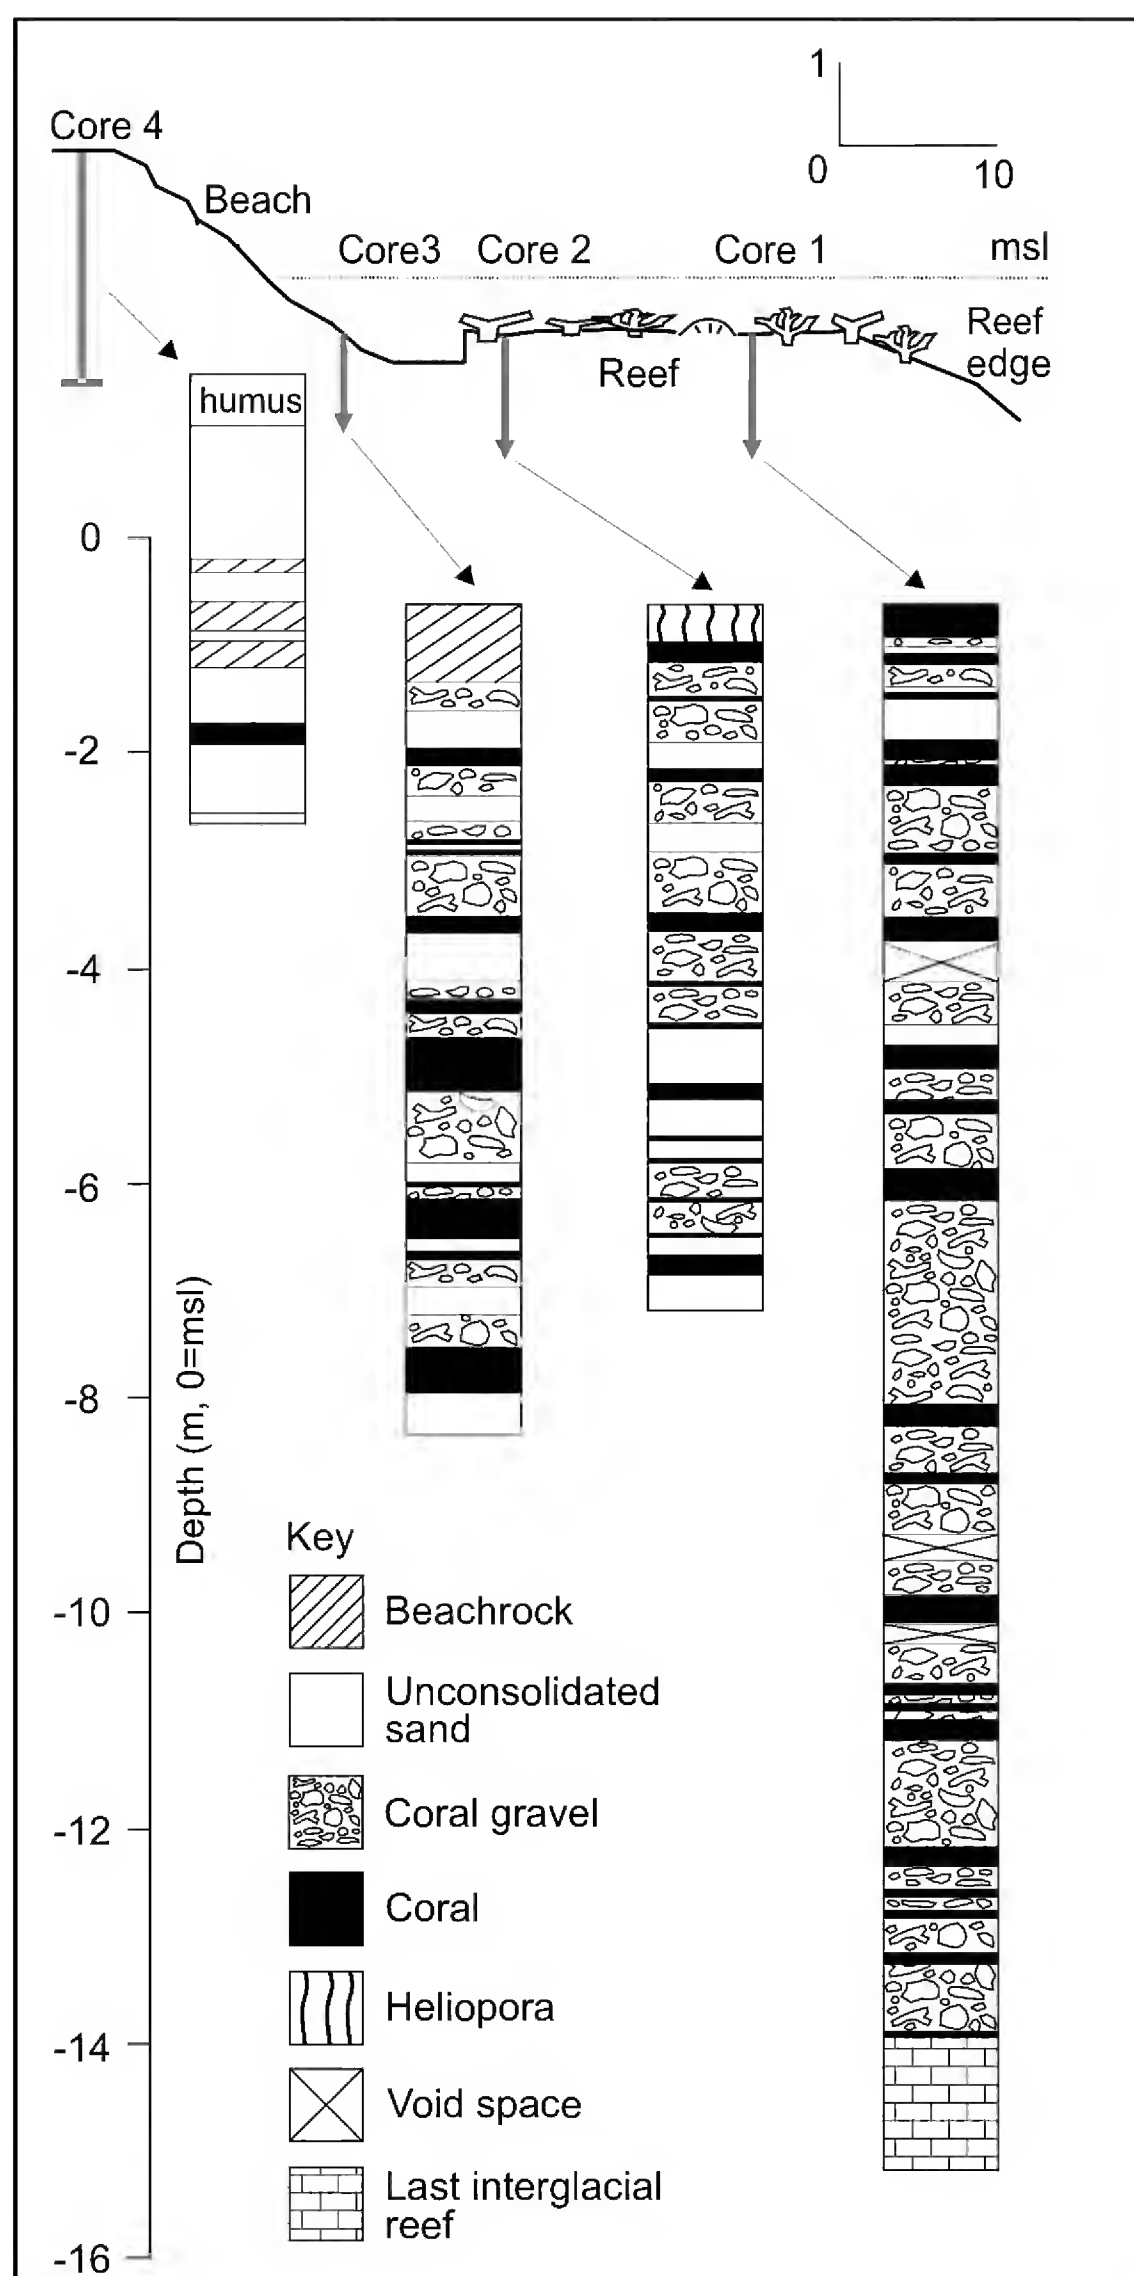 1
0
10
Core 4
Beach
Core3
Core 2
Core 1
msl
Reef
Reef
edge
humus
0
-2
-4
-6
-8
-10
-12
-14
-16
Depth (m, 0=msl)
Key
Beachrock
Unconsolidated
sand
Coral gravel
Coral
Heliopora
Void space
Last interglacial
reef